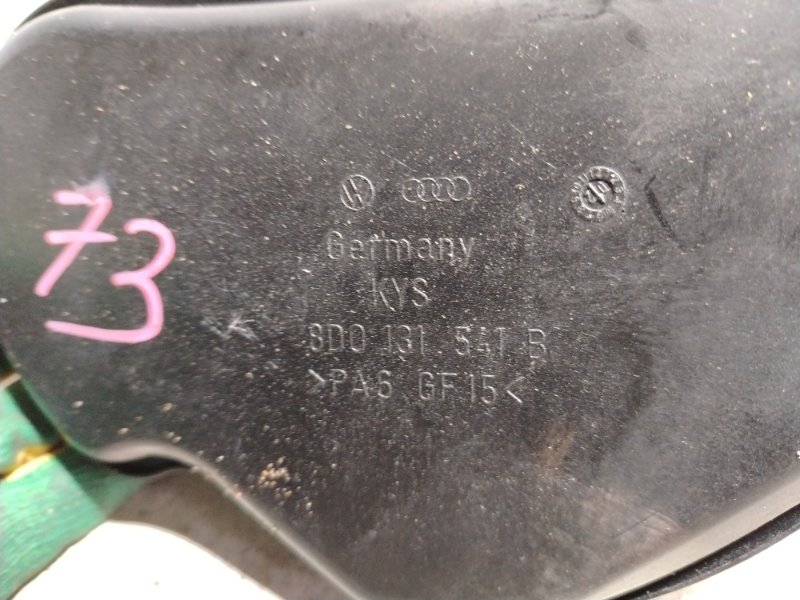 73
Germany
KYS
8D0 131 541 B
>PA6 GF15<